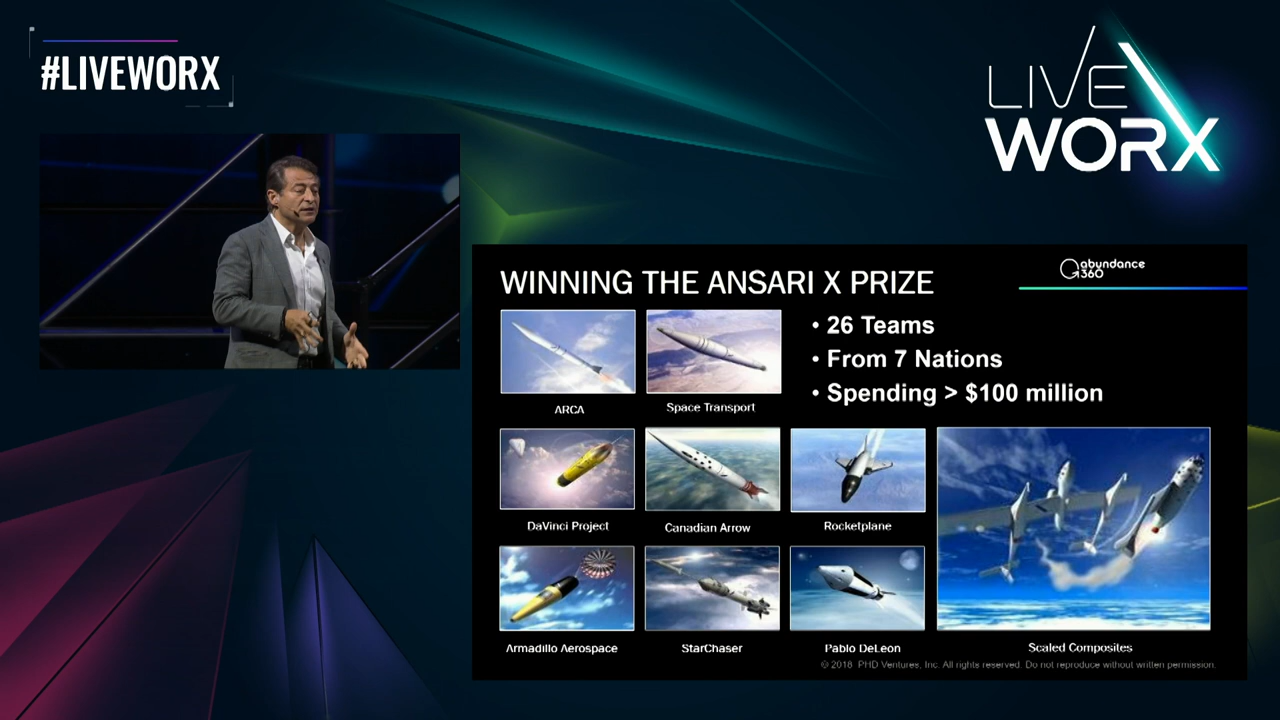 #LIVEWORX
LIVE
WORX
abundance
360
WINNING THE ANSARI X PRIZE
• 26 Teams
• From 7 Nations
• Spending > $100 million
ARCA
Space Transport
DaVinci Project
Canadian Arrow
Rocketplane
Armadillo Aerospace
StarChaser
Pablo DeLeon
Scaled Composites
© 2018 PHD Ventures, Inc. All rights reserved. Do not reproduce without written permission.